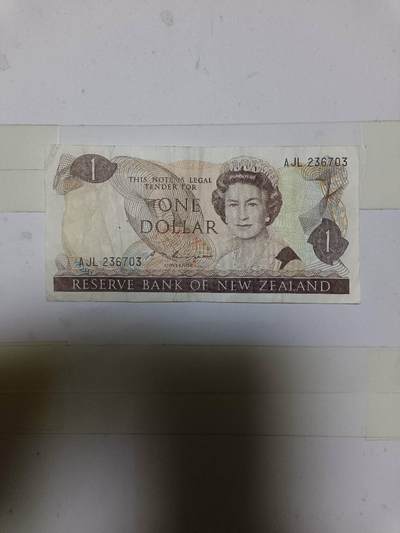 AJL 236703
1
THIS NOTE IS LEGAL
TENDER FOR
ONE
DOLLAR
1
AJL 236703
RESERVE BANK OF NEW ZEALAND